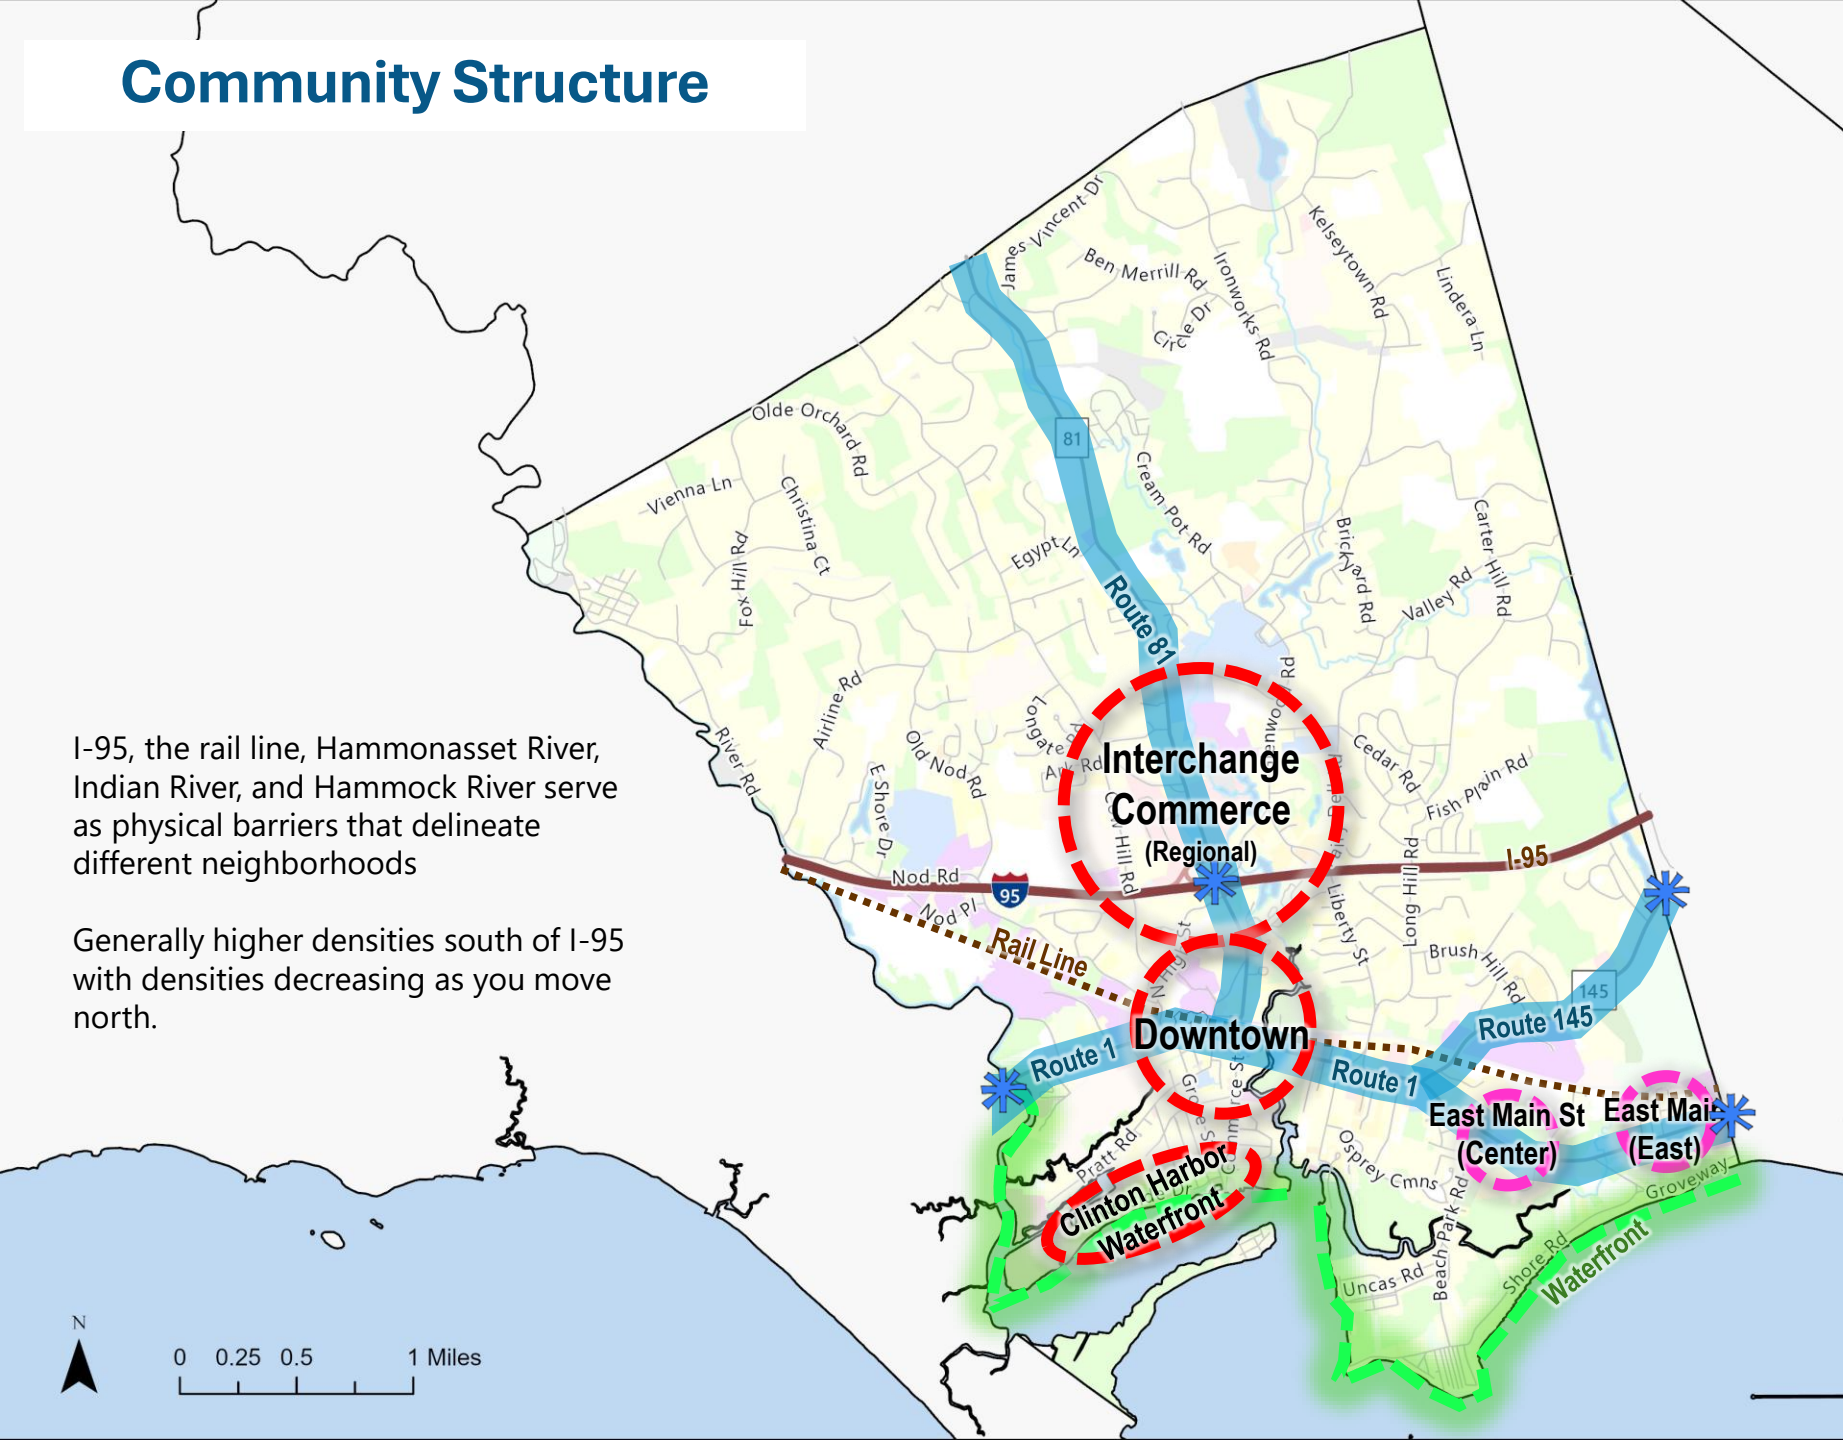 Community Structure
James Vincent Dr
Ben Merrill Rd
Circle Dr
Ironworks Rd
Kelseytown Rd
Lindera Ln
Olde Orchard Rd
81
Vienna Ln
Christina Ct
Cream Pot Rd
Fox Hill Rd
Egypt Ln
Brickyard Rd
Carter Hill Rd
Valley Rd
Route 81
Airline Rd
Longgate Rd
Ark Rd
Old Nod Rd
River Rd
E Shore Dr
Cow Hill Rd
Cedar Rd
Fish Plain Rd
Interchange
Commerce
(Regional)
I-95, the rail line, Hammonasset River,
Indian River, and Hammock River serve
as physical barriers that delineate
different neighborhoods
Generally higher densities south of I-95
with densities decreasing as you move
north.
Nod Rd
95
I-95
Nod Pl
Rail Line
Liberty St
Long Hill Rd
Brush Hill Rd
145
Route 145
Downtown
Route 1
Route 1
East Main St
(Center)
East Main
(East)
Pratt Rd
Clinton Harbor
Waterfront
Osprey Cmns
Groveway
Beach Park Rd
Uncas Rd
Shore Rd
Waterfront
N
0 0.25 0.5 1 Miles